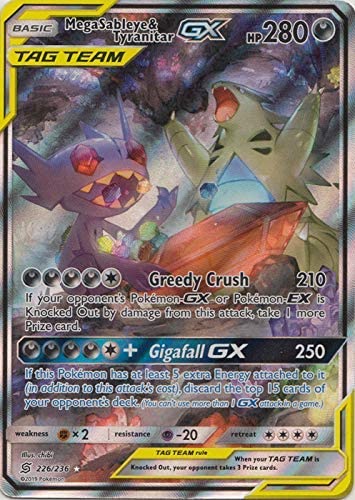 BASIC
MegaSableye&
Tyranitar GX HP 280
TAG TEAM
Greedy Crush 210
If your opponent's Pokémon-GX or Pokémon-EX is
Knocked Out by damage from this attack, take 1 more
Prize card.
+ Gigafall GX 250
If this Pokémon has at least 5 extra Energy attached to it
(in addition to this attack's cost), discard the top 15 cards
of your opponent's deck. (You can't use more than 1 GX attack in a game.)
weakness ×2 resistance -20 retreat
TAG TEAM rule
When your TAG TEAM is
Knocked Out, your opponent takes 3 Prize cards.
Illus. chibi
226/236
©2019 Pokémon